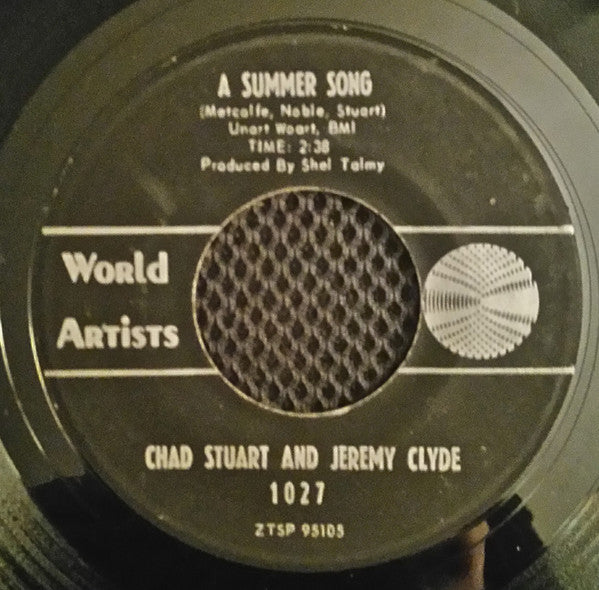 A SUMMER SONG
(Metcalfe, Noble, Stuart)
Unart Woart, BMI
TIME: 2:38
Produced By Shel Talmy
World
Artists
CHAD STUART AND JEREMY CLYDE
1027
ZTSP 95105